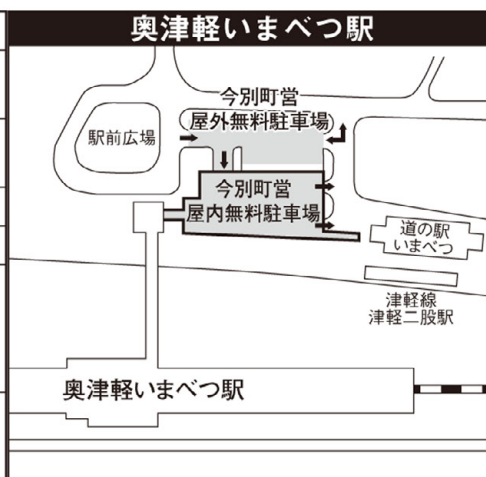 奥津軽いまべつ駅
今別町営
屋外無料駐車場
駅前広場
今別町営
屋内無料駐車場
道の駅
いまべつ
津軽線
津軽二股駅
奥津軽いまべつ駅